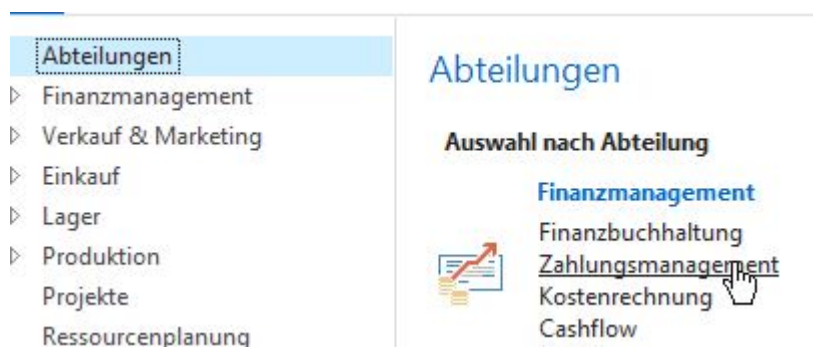 Abteilungen
Finanzmanagement
Verkauf & Marketing
Einkauf
Lager
Produktion
Projekte
Ressourcenplanung
Abteilungen
Auswahl nach Abteilung
Finanzmanagement
Finanzbuchhaltung
Zahlungsmanagement
Kostenrechnung
Cashflow